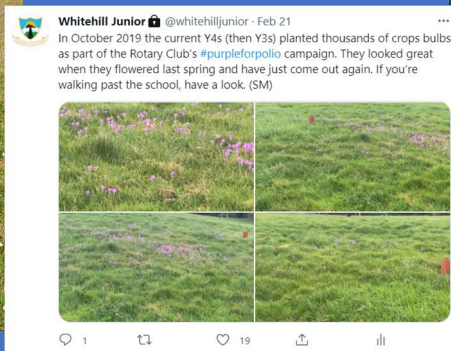 Whitehill Junior @whitehilljunior · Feb 21
In October 2019 the current Y4s (then Y3s) planted thousands of crops bulbs
as part of the Rotary Club's #purpleforpolio campaign. They looked great
when they flowered last spring and have just come out again. If you're
walking past the school, have a look. (SM)
1 19